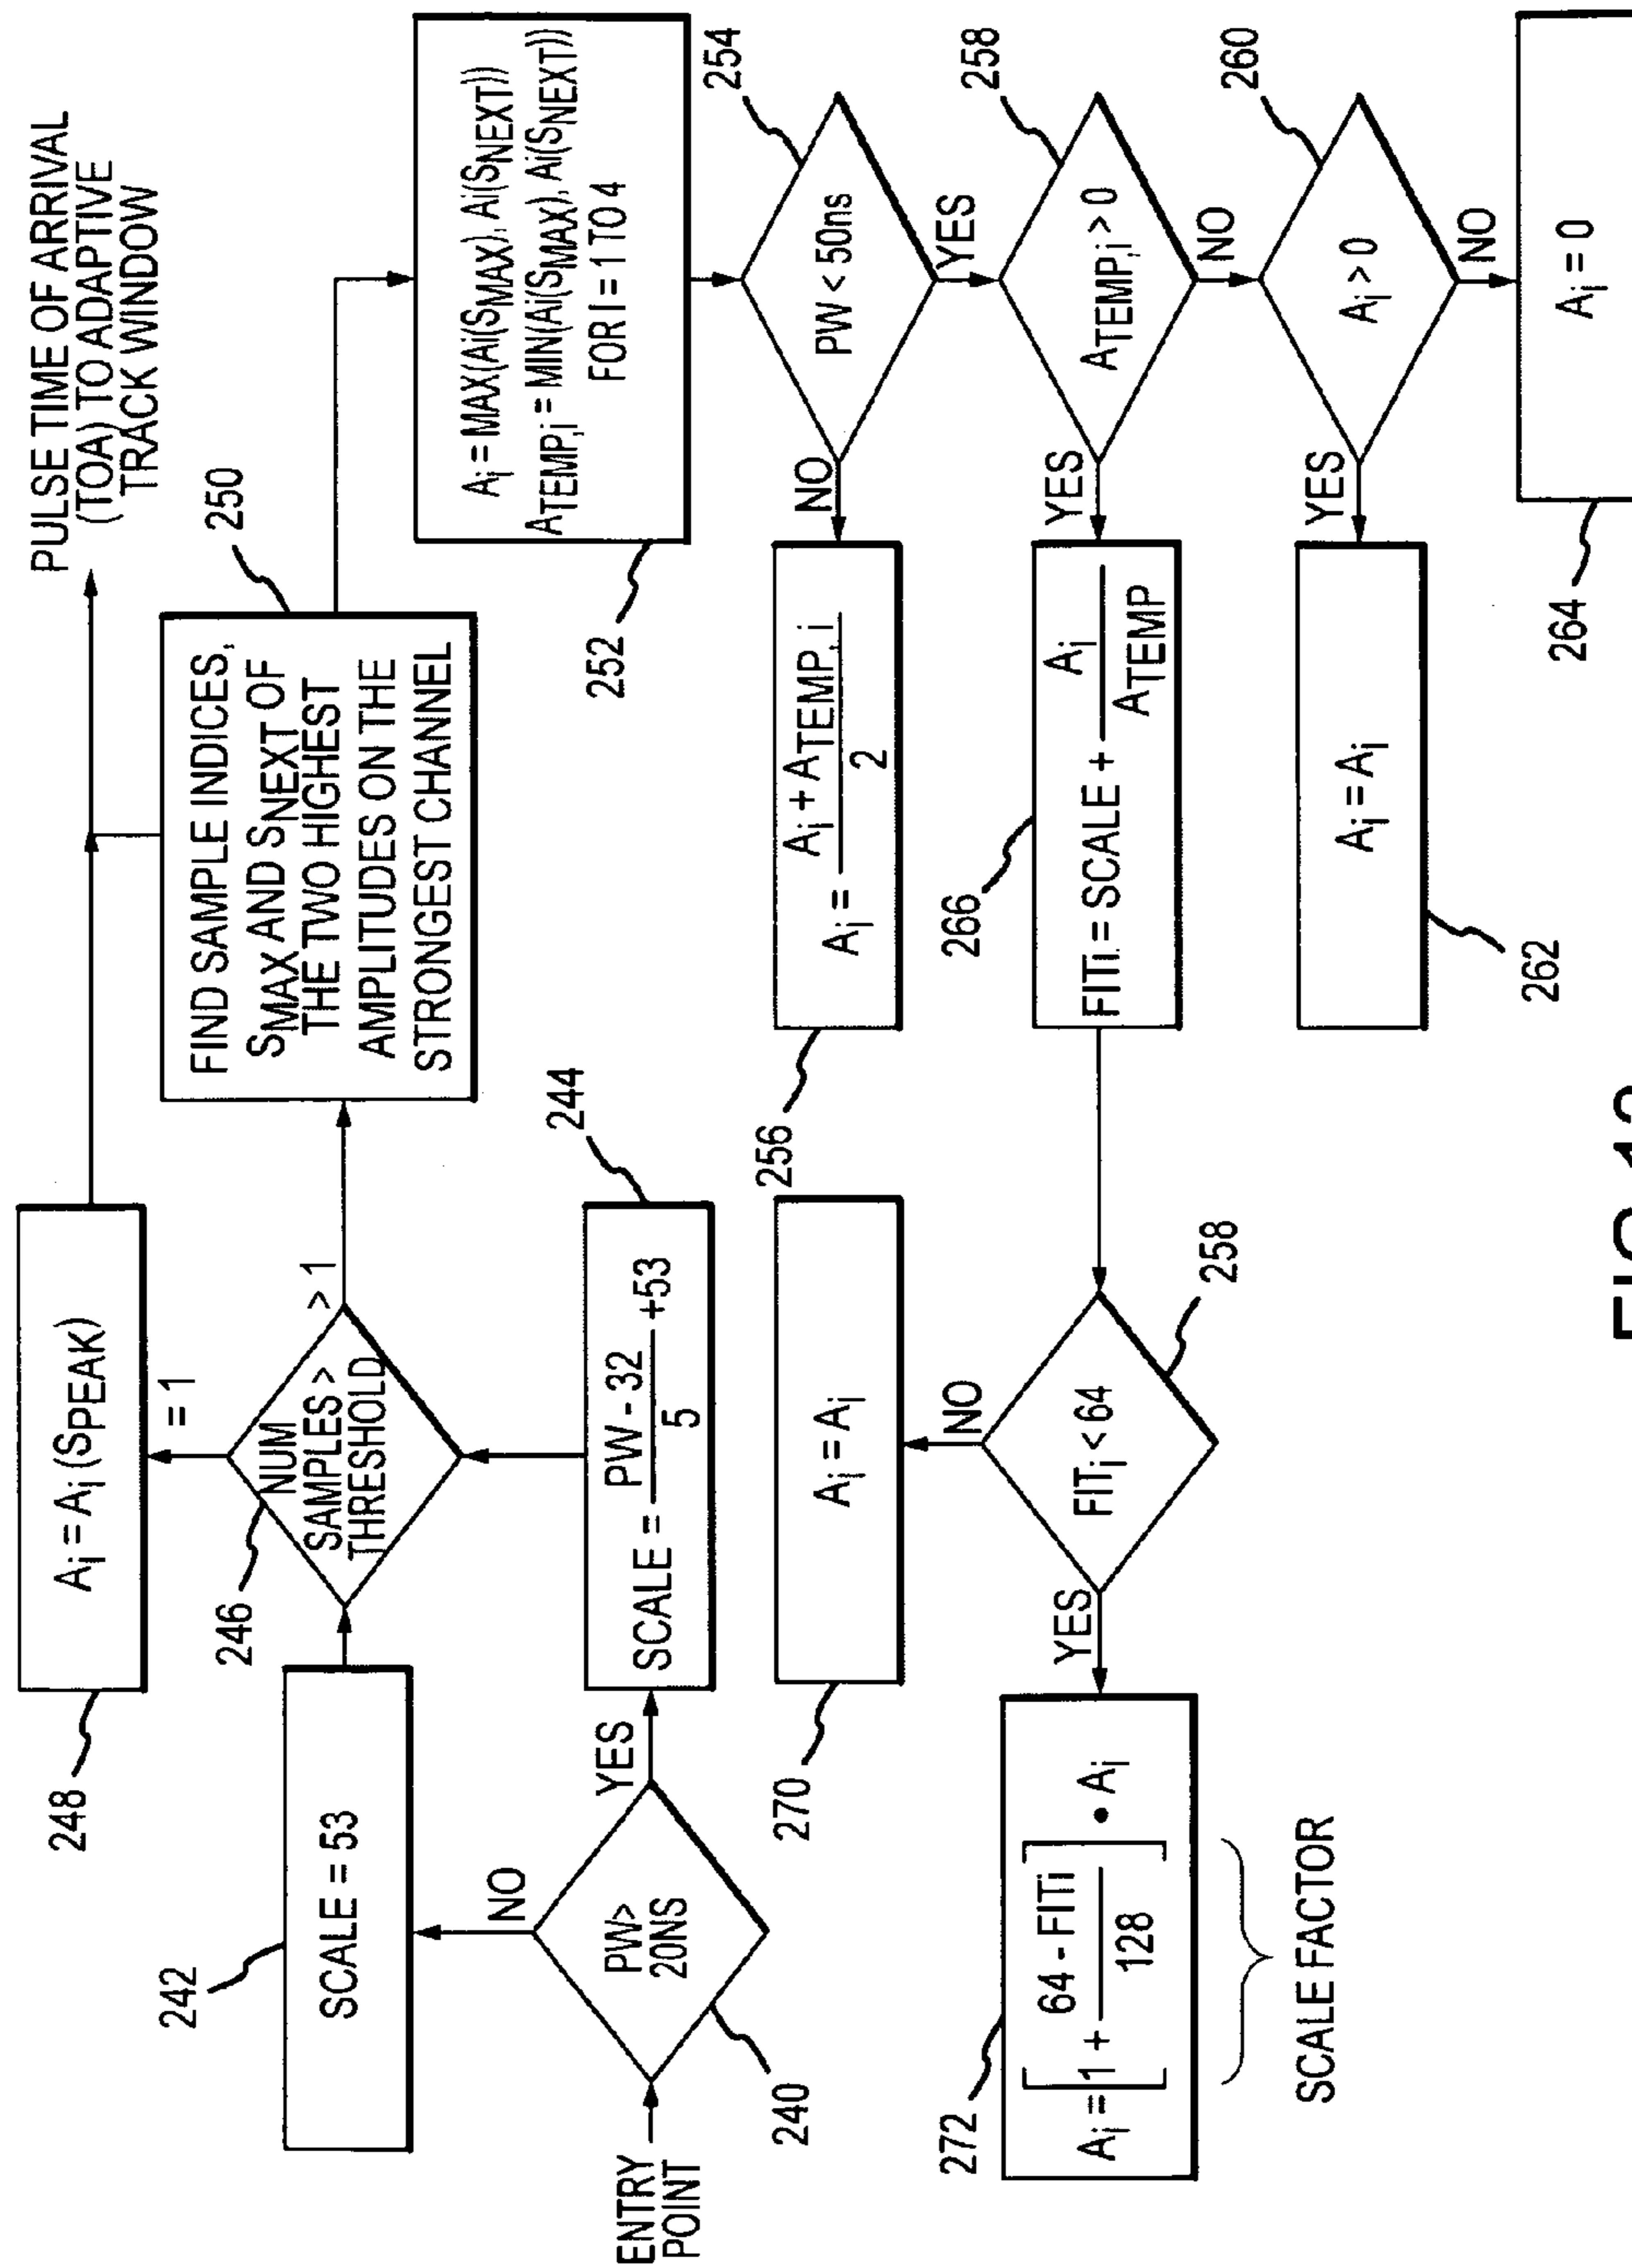 ENTRY
POINT
240
PW>
20NS
NO
YES
242
SCALE = 53
244
SCALE = PW - 32 / 5 +53
246
NUM
SAMPLES >
THRESHOLD
= 1
> 1
248
Ai = Ai (SPEAK)
PULSE TIME OF ARRIVAL
(TOA) TO ADAPTIVE
TRACK WINDOW
250
FIND SAMPLE INDICES,
SMAX AND SNEXT OF
THE TWO HIGHEST
AMPLITUDES ON THE
STRONGEST CHANNEL
252
Ai = MAX(Ai(SMAX), Ai(SNEXT))
ATEMP,i = MIN(Ai(SMAX), Ai(SNEXT))
FOR I = 1 TO 4
254
PW < 50ns
NO
YES
256
Ai = Ai + ATEMP, i / 2
258
ATEMP,i > 0
YES
NO
266
FITi = SCALE + Ai / ATEMP
260
Ai > 0
YES
NO
262
Ai = Ai
264
Ai = 0
258
FITi < 64
NO
YES
270
Ai = Ai
272
Ai = [1 + 64 - FITi / 128] • Ai
SCALE FACTOR